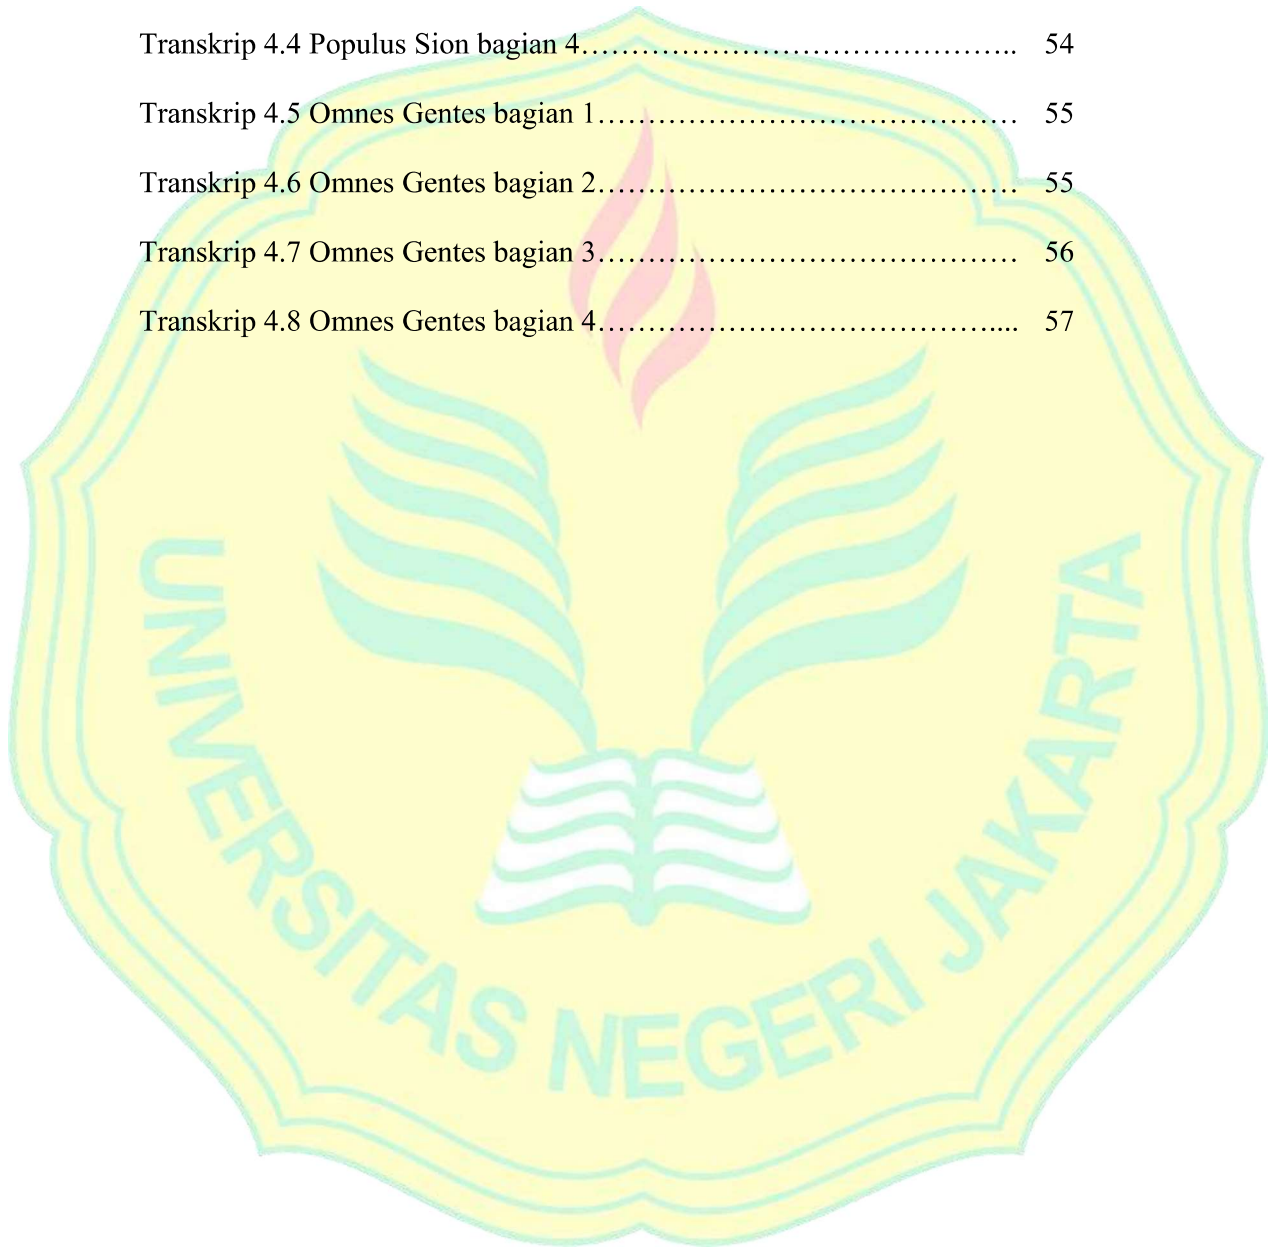 Transkrip 4.4 Populus Sion bagian 4…………………………………….. 54
Transkrip 4.5 Omnes Gentes bagian 1…………………………………… 55
Transkrip 4.6 Omnes Gentes bagian 2…………………………………… 55
Transkrip 4.7 Omnes Gentes bagian 3…………………………………… 56
Transkrip 4.8 Omnes Gentes bagian 4………………………………….... 57
UNIVERSITAS NEGERI JAKARTA